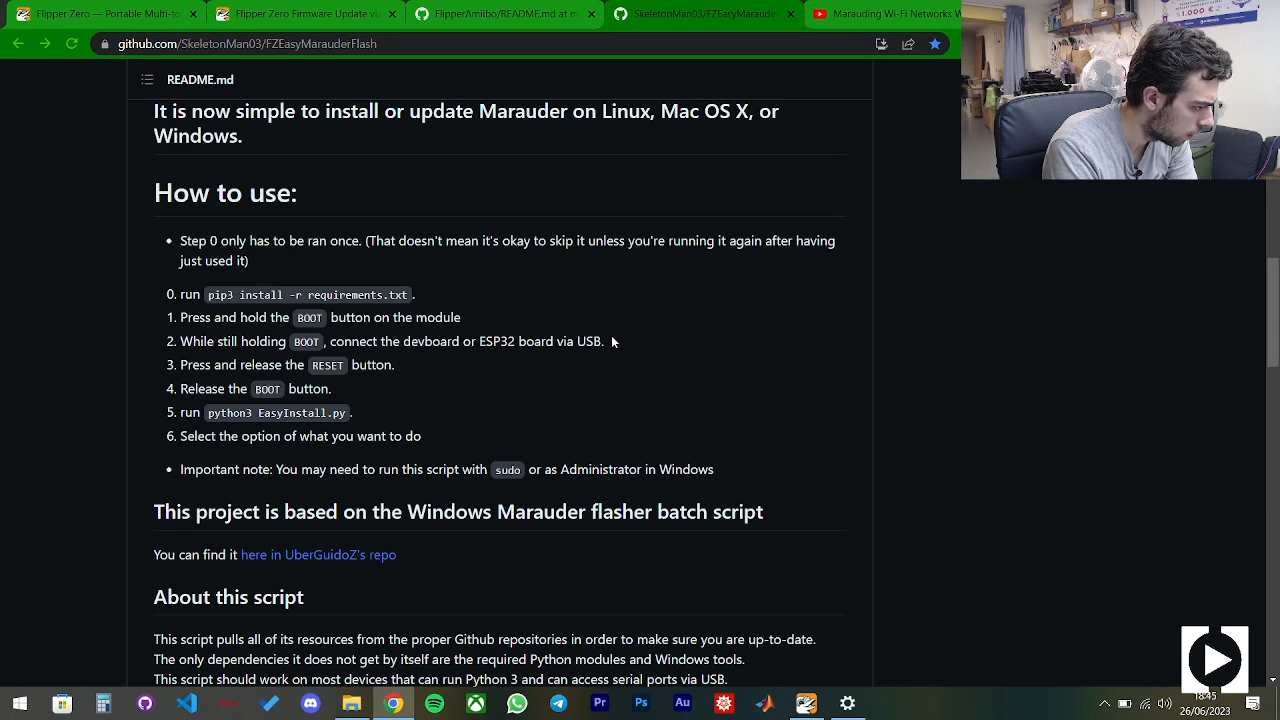 Flipper Zero — Portable Multi-to
Flipper Zero Firmware Update via
FlipperAmiibo/README.md at m
SkeletonMan03/FZEasyMarauderF
Marauding Wi-Fi Networks W
github.com/SkeletonMan03/FZEasyMarauderFlash
README.md
It is now simple to install or update Marauder on Linux, Mac OS X, or
Windows.
How to use:
• Step 0 only has to be ran once. (That doesn't mean it's okay to skip it unless you're running it again after having
just used it)
0. run pip3 install -r requirements.txt.
1. Press and hold the BOOT button on the module
2. While still holding BOOT, connect the devboard or ESP32 board via USB.
3. Press and release the RESET button.
4. Release the BOOT button.
5. run python3 EasyInstall.py.
6. Select the option of what you want to do
• Important note: You may need to run this script with sudo or as Administrator in Windows
This project is based on the Windows Marauder flasher batch script
You can find it here in UberGuidoZ's repo
About this script
This script pulls all of its resources from the proper Github repositories in order to make sure you are up-to-date.
The only dependencies it does not get by itself are the required Python modules and Windows tools.
This script should work on most devices that can run Python 3 and can access serial ports via USB.
1.000 €
Pr
Ps
Au
18:45
26/06/2023